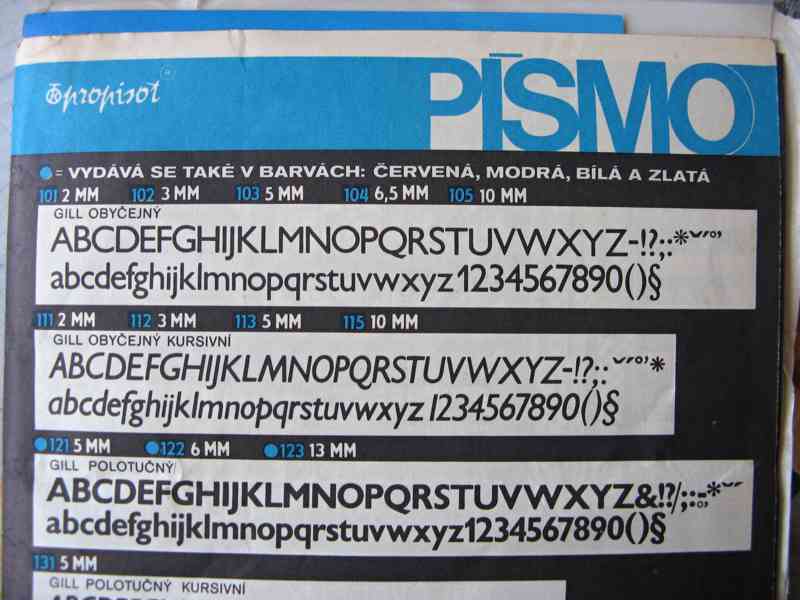 propisot
PÍSMO
= VYDÁVÁ SE TAKÉ V BARVÁCH: ČERVENÁ, MODRÁ, BÍLÁ A ZLATÁ
101 2 MM 102 3 MM 103 5 MM 104 6,5 MM 105 10 MM
GILL OBYČEJNÝ
ABCDEFGHIJKLMNOPQRSTUVWXYZ-!?,;:*ˇ´°’
abcdefghijklmnopqrstuvwxyz 1234567890()§
111 2 MM 112 3 MM 113 5 MM 115 10 MM
GILL OBYČEJNÝ KURSIVNÍ
ABCDEFGHIJKLMNOPQRSTUVWXYZ-!?,;:ˇ´°’*
abcdefghijklmnopqrstuvwxyz 1234567890()§
121 5 MM 122 6 MM 123 13 MM
GILL POLOTUČNÝ
ABCDEFGHIJKLMNOPQRSTUVWXYZ&!?/,;:-*ˇ´
abcdefghijklmnopqrstuvwxyz1234567890()§
131 5 MM
GILL POLOTUČNÝ KURSIVNÍ